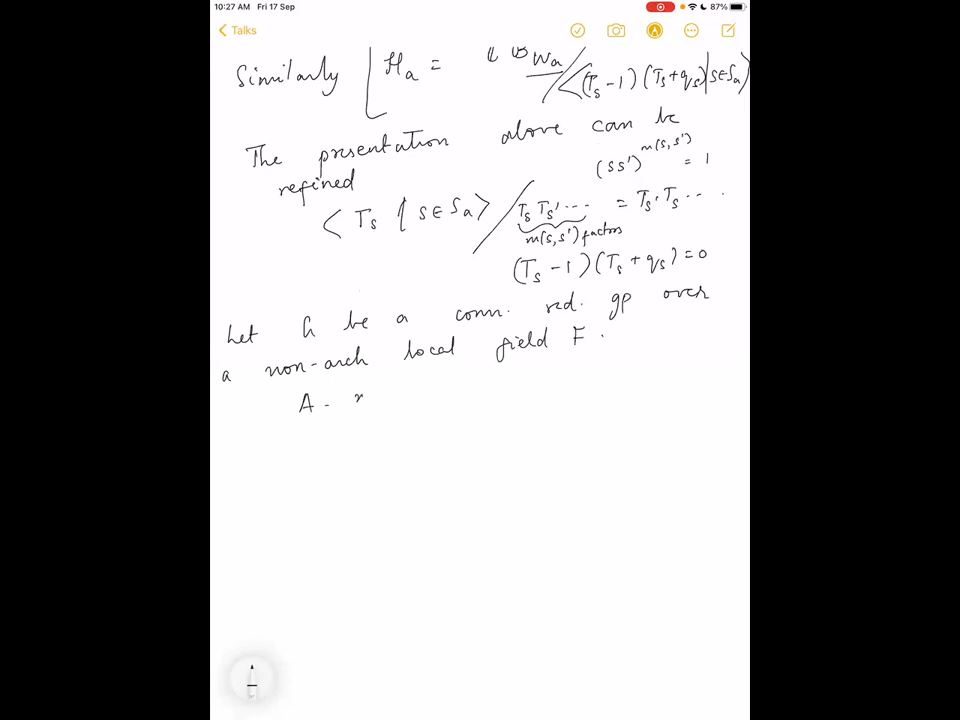 10:27 AM Fri 17 Sep
87%
Talks
Similarly H_a = ℂ B_{W_a} / <(T_s -1)(T_s + q_s) | s∈S_a>
The presentation above can be
refined
(ss')^{m(s,s')} = 1
< T_s | s∈S_a > / T_s T_s' ... = T_s' T_s ...
m(s,s') factors
(T_s -1)(T_s + q_s) = 0
Let G be a conn. red. gp over
a non-arch local field F.
A -